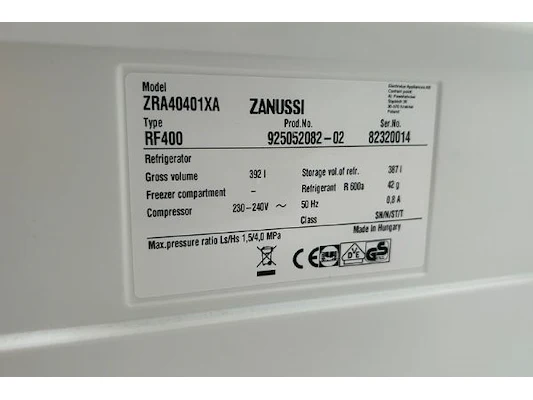 Model
ZRA40401XA ZANUSSI
Type Prod.No. Ser.No.
RF400 925052082-02 82320014
Refrigerator
Gross volume 392 l Storage vol.of refr. 387 l
Freezer compartment – Refrigerant R 600a 42 g
Compressor 230-240V ~ 50 Hz 0,8 A
Class SN/N/ST/T
Max.pressure ratio Ls/Hs 1,5/4,0 MPa Made in Hungary
CE GS